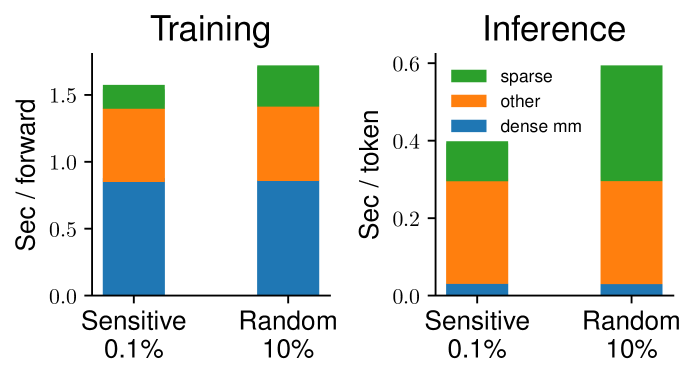 Training
Sec / forward
1.5
1.0
0.5
0.0
Sensitive
0.1%
Random
10%
Inference
Sec / token
0.6
0.4
0.2
0.0
sparse
other
dense mm
Sensitive
0.1%
Random
10%